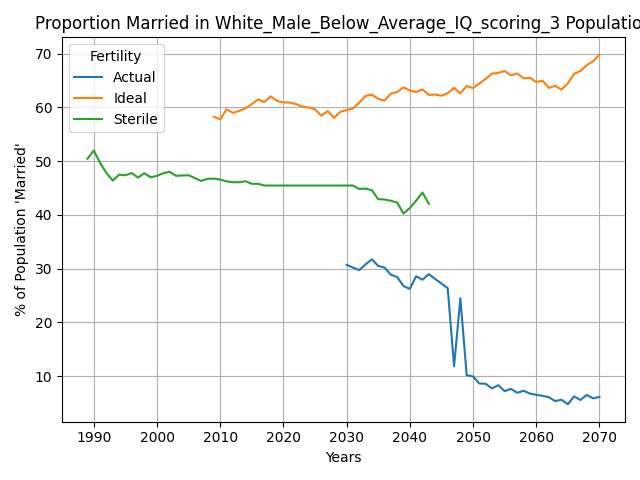 Proportion Married in White_Male_Below_Average_IQ_scoring_3 Populatio
Fertility
Actual
Ideal
Sterile
% of Population 'Married'
70
60
50
40
30
20
10
1990 2000 2010 2020 2030 2040 2050 2060 2070
Years